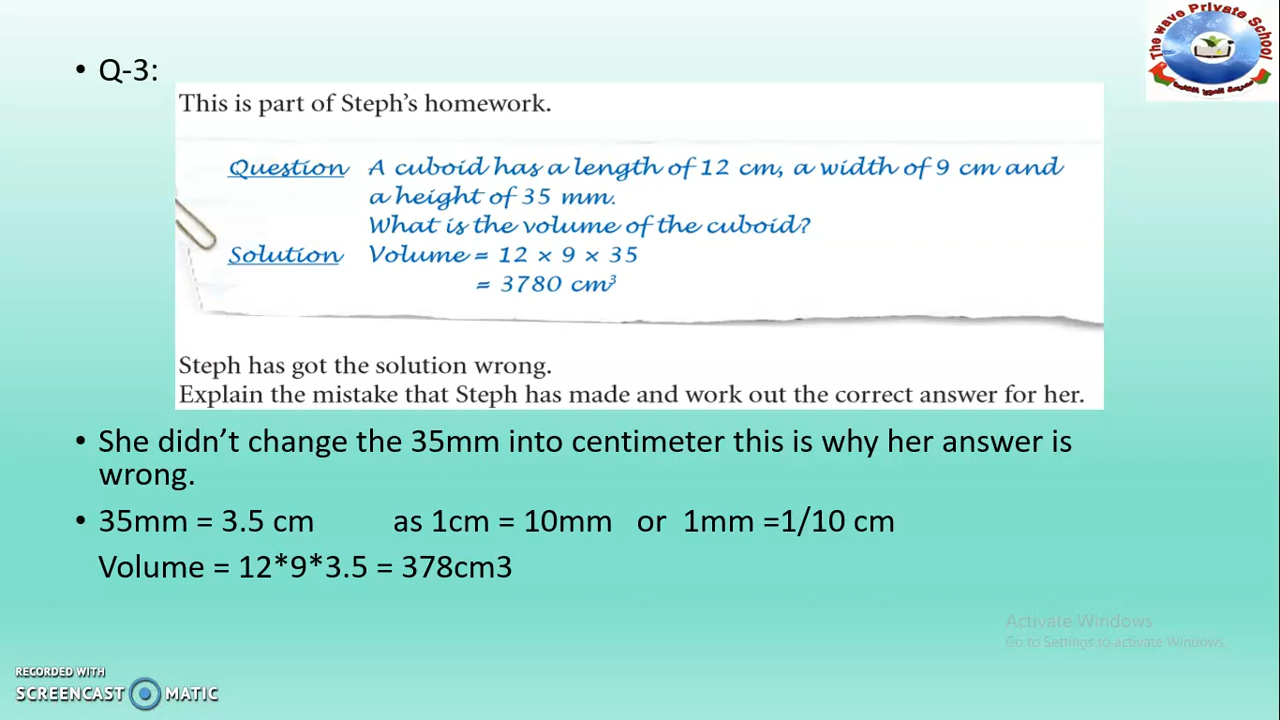 The wave Private School
• Q-3:
This is part of Steph's homework.
Question A cuboid has a length of 12 cm, a width of 9 cm and
a height of 35 mm.
What is the volume of the cuboid?
Solution Volume = 12 × 9 × 35
= 3780 cm³
Steph has got the solution wrong.
Explain the mistake that Steph has made and work out the correct answer for her.
• She didn't change the 35mm into centimeter this is why her answer is
wrong.
• 35mm = 3.5 cm as 1cm = 10mm or 1mm =1/10 cm
Volume = 12*9*3.5 = 378cm3
Activate Windows
Go to Settings to activate Windows.
RECORDED WITH
SCREENCAST MATIC